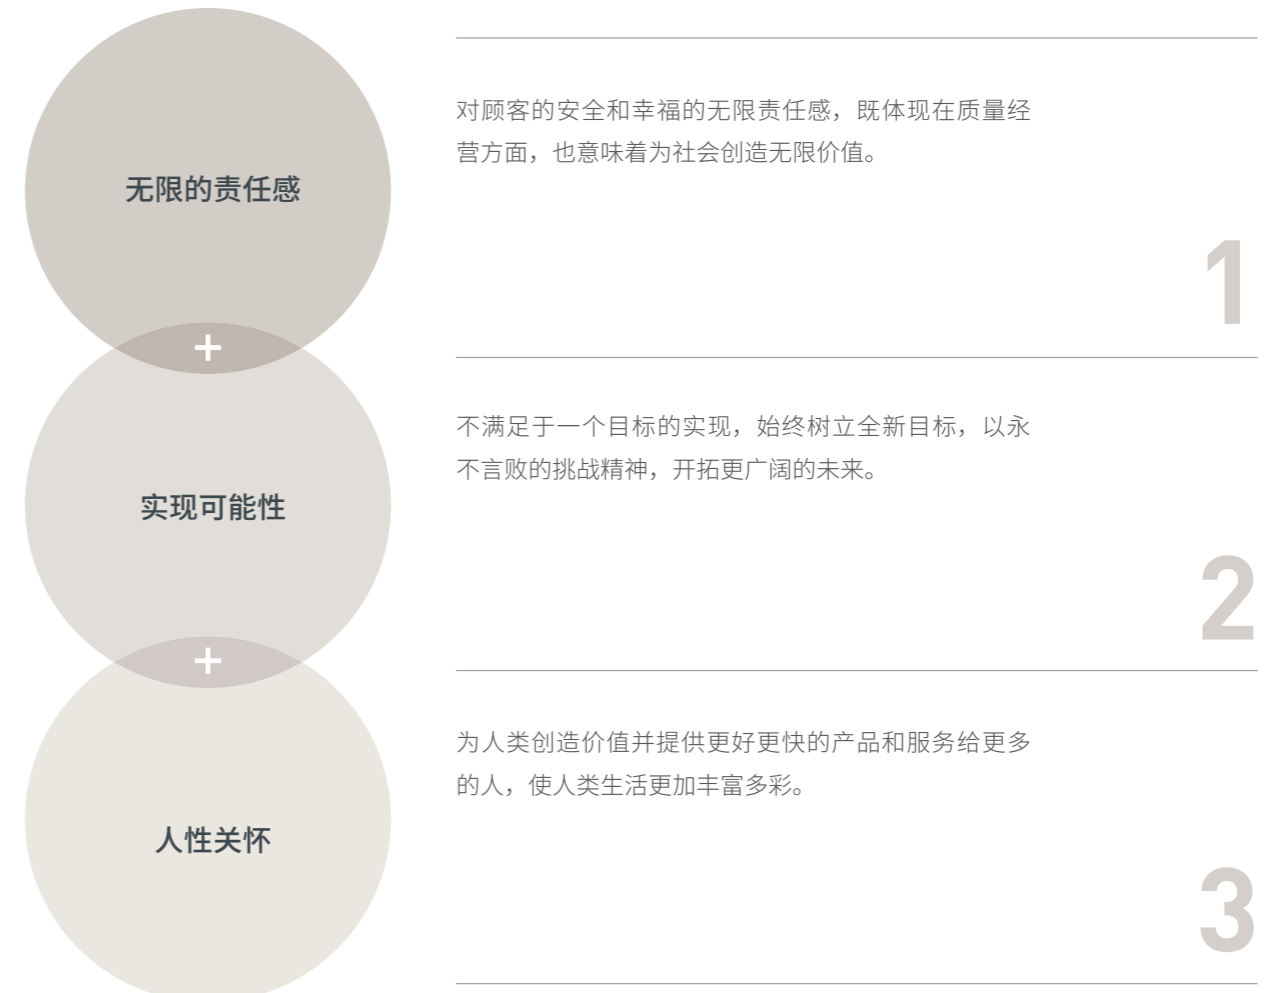 无限的责任感
对顾客的安全和幸福的无限责任感，既体现在质量经
营方面，也意味着为社会创造无限价值。
1
+
实现可能性
不满足于一个目标的实现，始终树立全新目标，以永
不言败的挑战精神，开拓更广阔的未来。
2
+
人性关怀
为人类创造价值并提供更好更快的产品和服务给更多
的人，使人类生活更加丰富多彩。
3